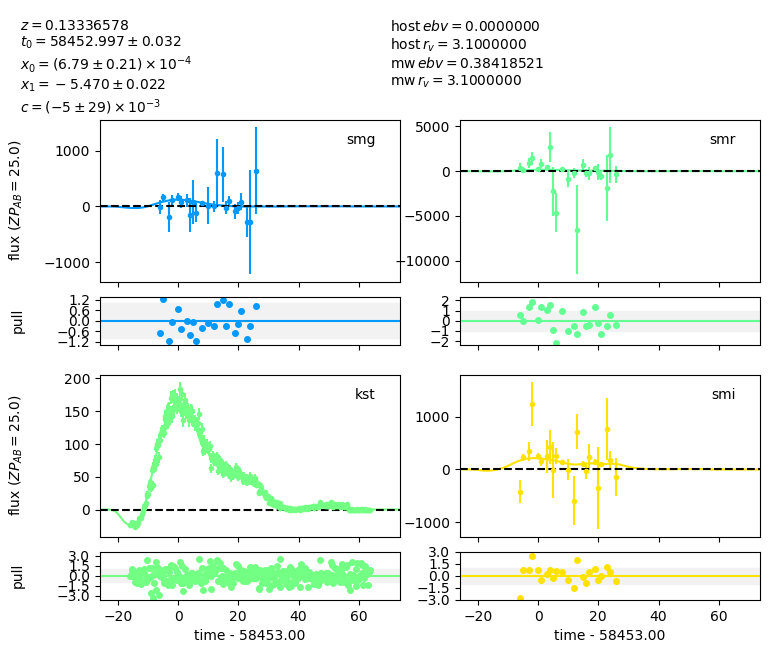 z = 0.13336578
t₀ = 58452.997 ± 0.032
x₀ = (6.79 ± 0.21) × 10⁻⁴
x₁ = −5.470 ± 0.022
c = (−5 ± 29) × 10⁻³
host ebv = 0.0000000
host r_v = 3.1000000
mw ebv = 0.38418521
mw r_v = 3.1000000
smg
flux (ZP_AB = 25.0)
1000
0
−1000
smr
5000
0
−5000
−10000
pull
1.2
0.6
0.0
−0.6
−1.2
2
1
0
−1
−2
kst
flux (ZP_AB = 25.0)
200
150
100
50
0
smi
1000
0
−1000
pull
3.0
1.5
0.0
−1.5
−3.0
−20 0 20 40 60
time - 58453.00
3.0
1.5
0.0
−1.5
−3.0
−20 0 20 40 60
time - 58453.00